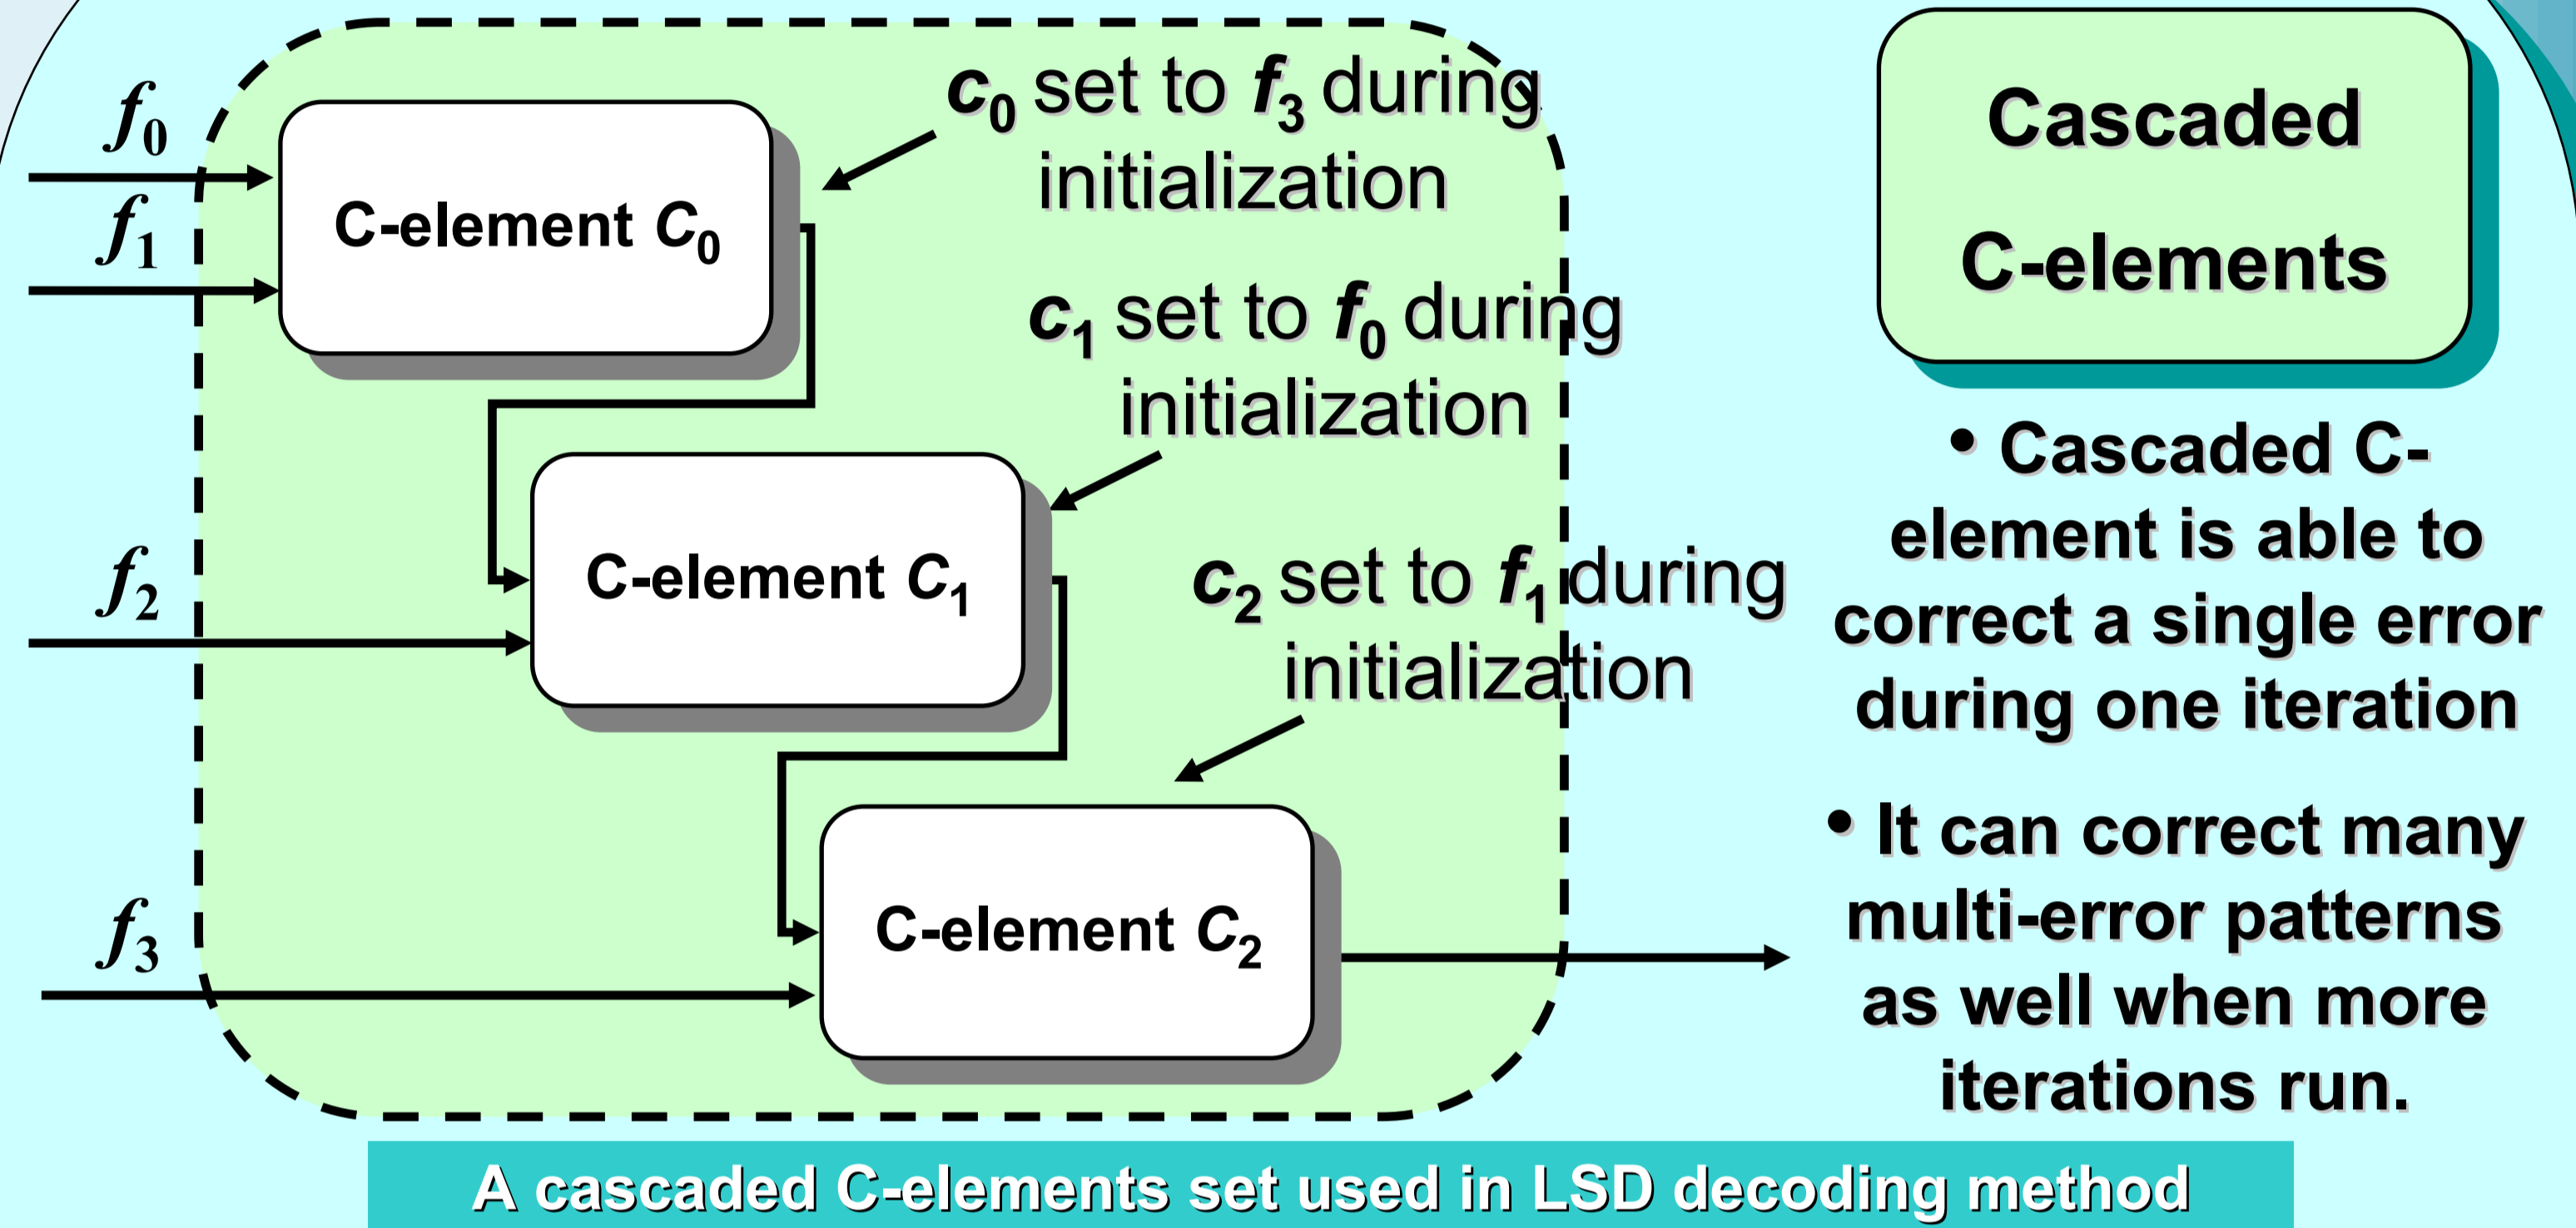 f0
f1
C-element C0
c0 set to f3 during
initialization
c1 set to f0 during
initialization
f2
C-element C1
c2 set to f1 during
initialization
f3
C-element C2
Cascaded
C-elements
• Cascaded C-
element is able to
correct a single error
during one iteration
• It can correct many
multi-error patterns
as well when more
iterations run.
A cascaded C-elements set used in LSD decoding method